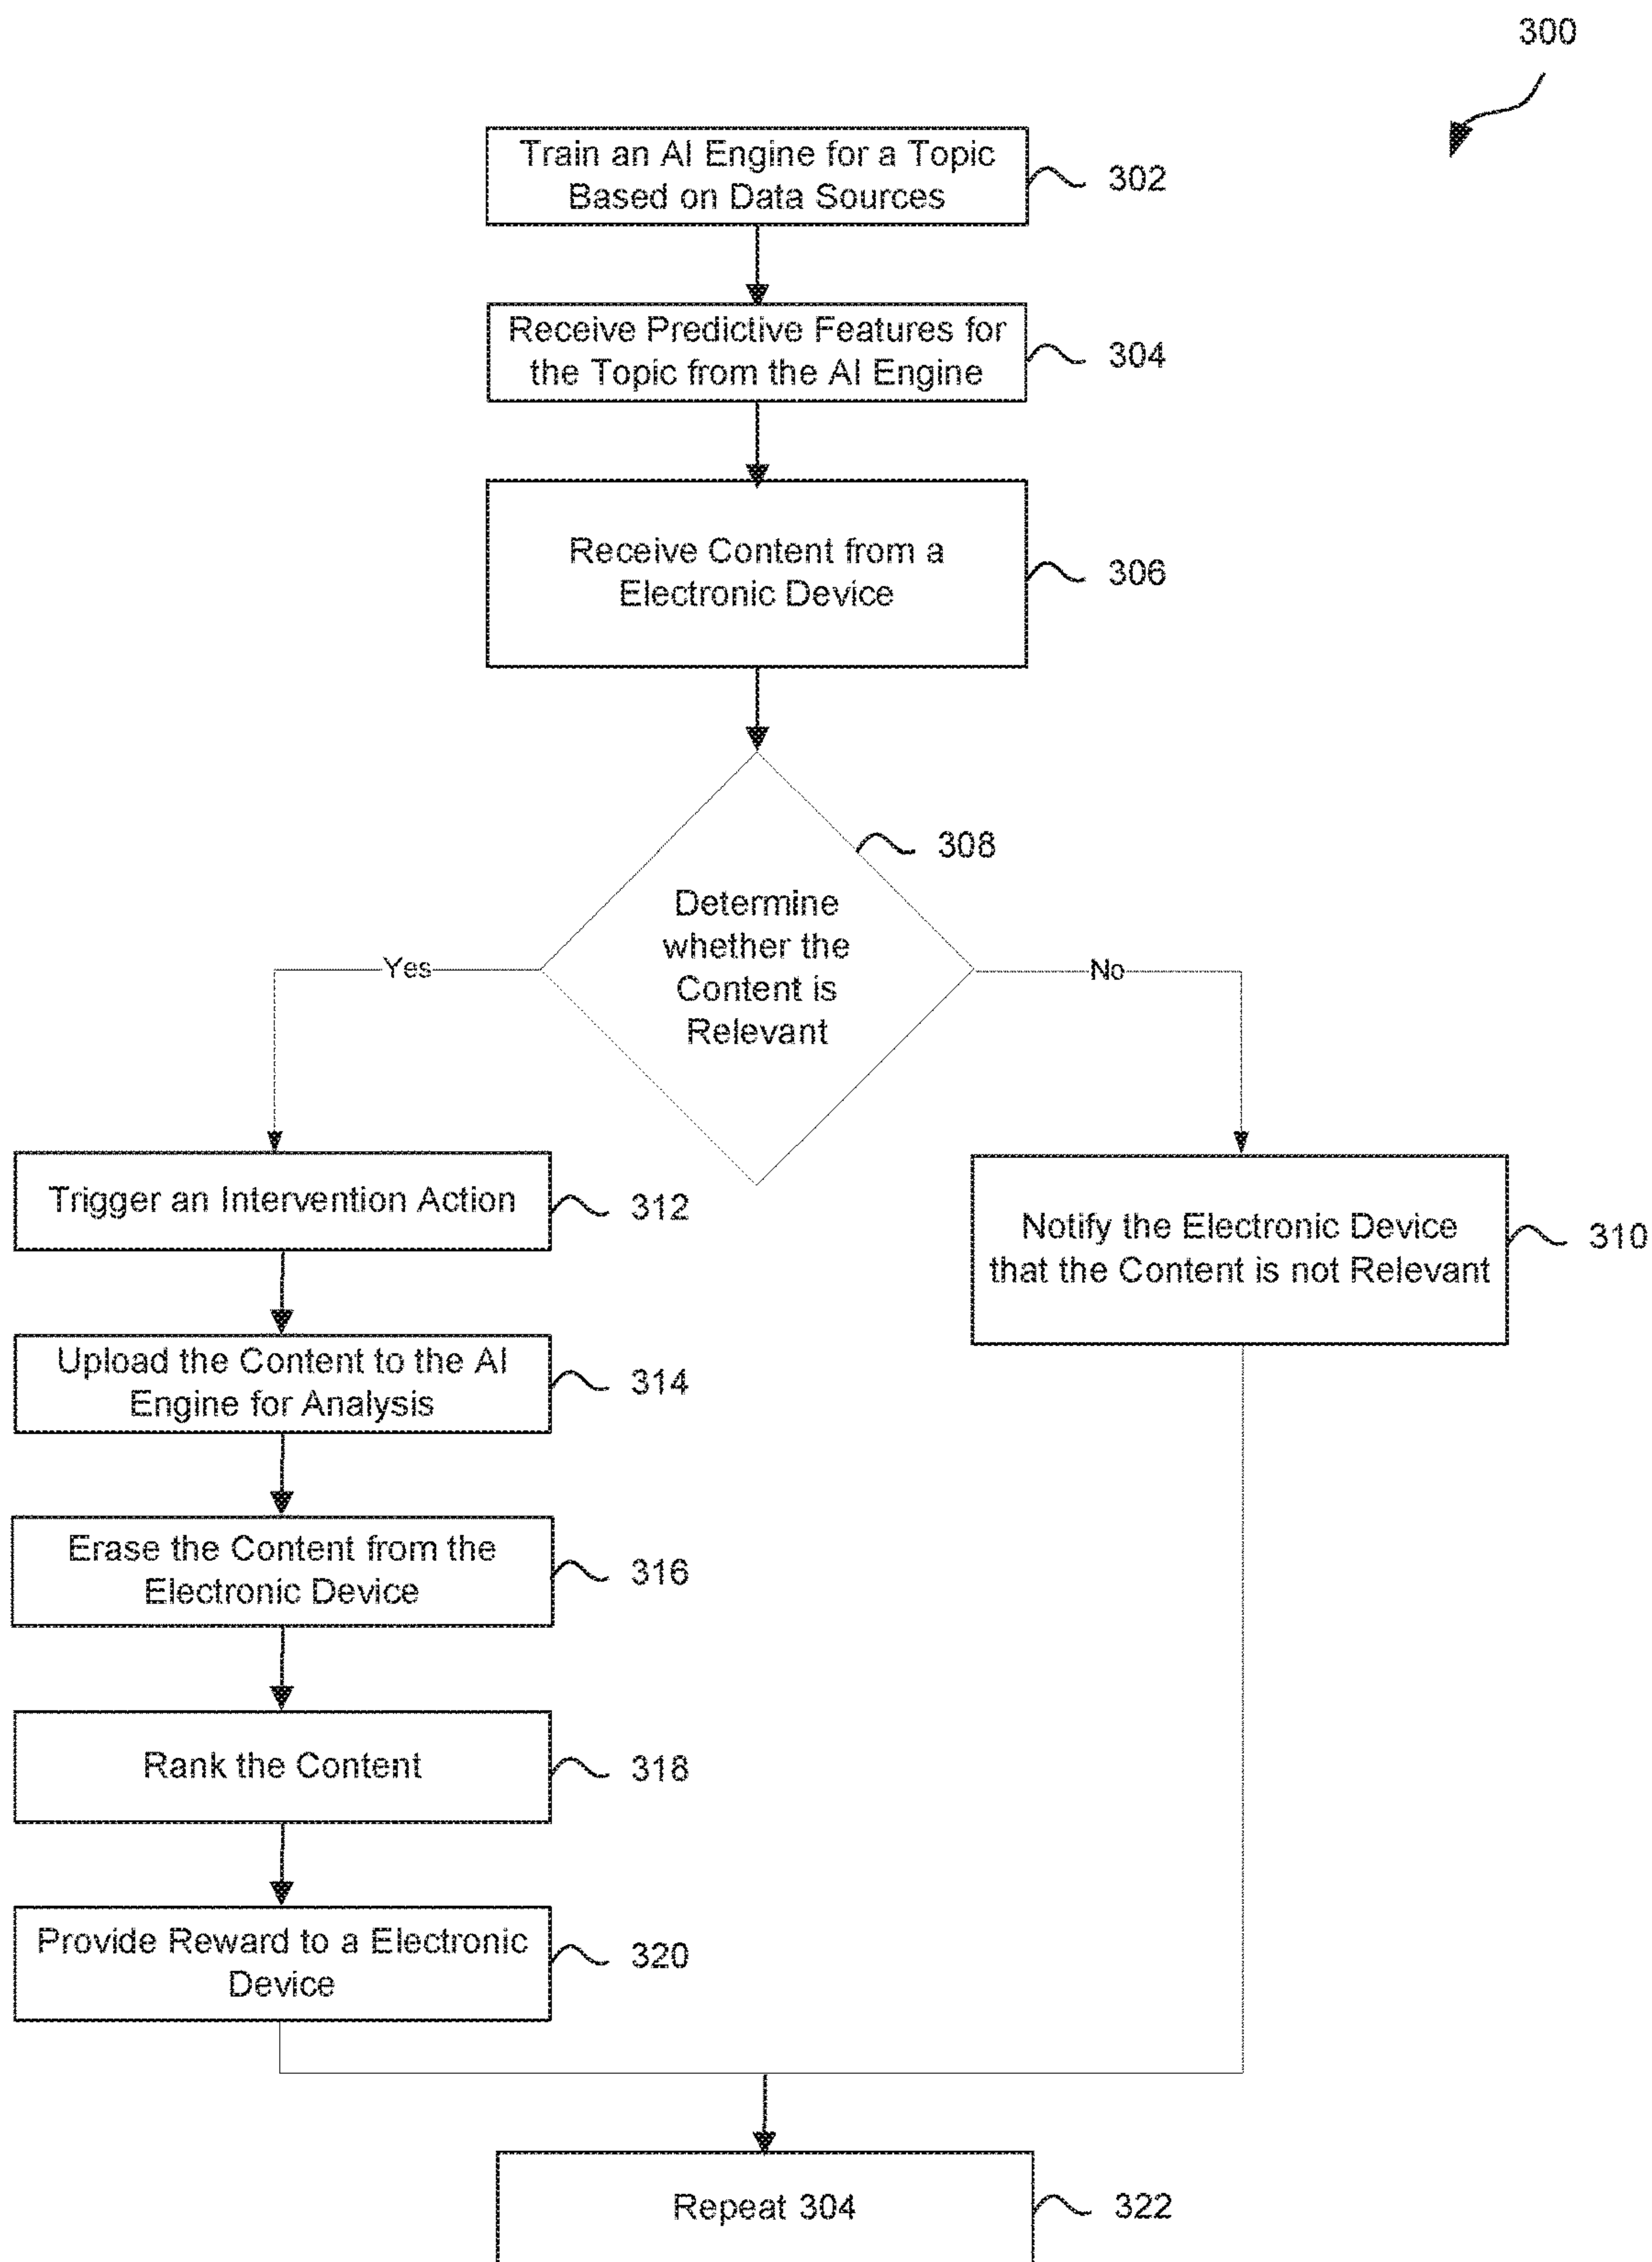 300
Train an AI Engine for a Topic
Based on Data Sources
302
Receive Predictive Features for
the Topic from the AI Engine
304
Receive Content from a
Electronic Device
306
308
Determine
whether the
Content is
Relevant
Yes
No
Trigger an Intervention Action
312
Notify the Electronic Device
that the Content is not Relevant
310
Upload the Content to the AI
Engine for Analysis
314
Erase the Content from the
Electronic Device
316
Rank the Content
318
Provide Reward to a Electronic
Device
320
Repeat 304
322